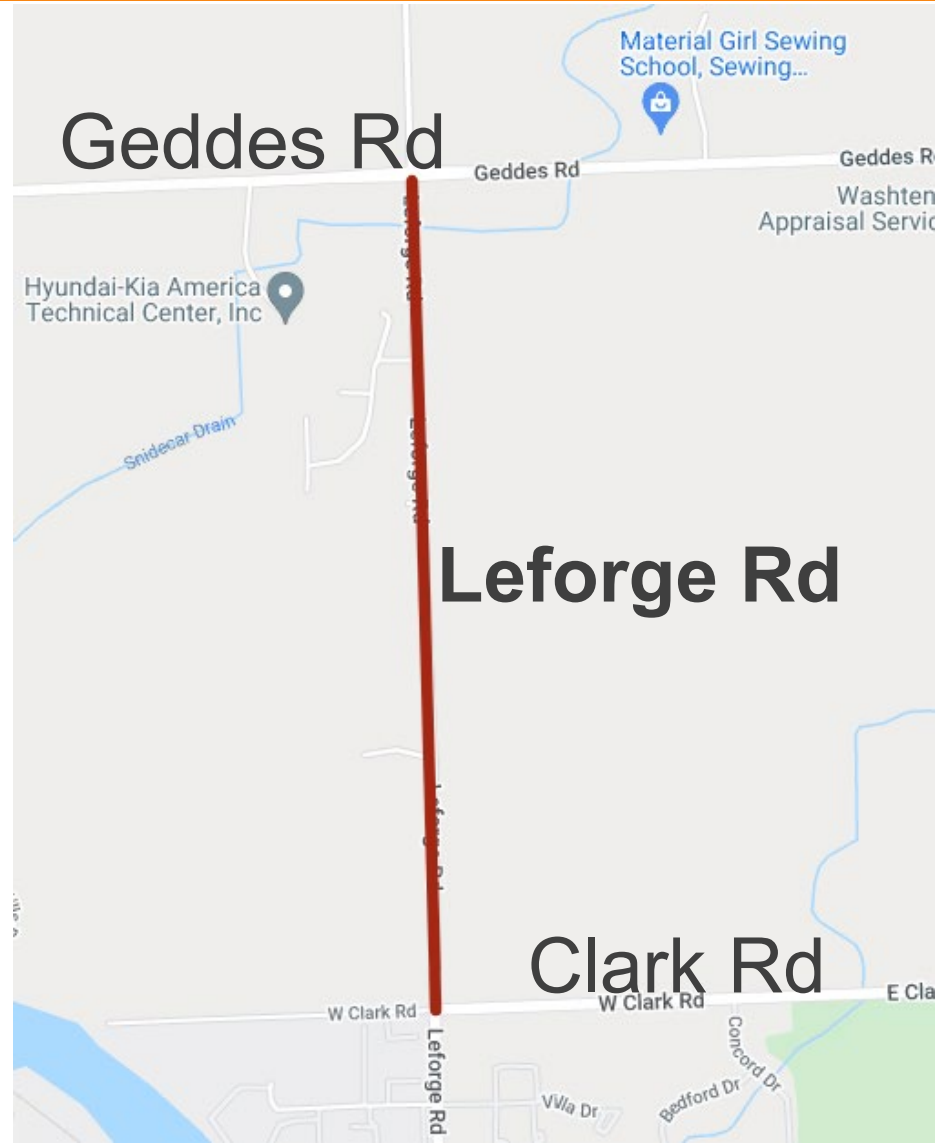 Material Girl Sewing
School, Sewing...
Geddes Rd
Geddes Rd
Geddes R
Washten
Appraisal Servic
Leforge Rd
Hyundai-Kia America
Technical Center, Inc
Leforge Rd
Snidecar Drain
Leforge Rd
Leforge Rd
Clark Rd
W Clark Rd
W Clark Rd
E Cla
Leforge Rd
Concord Dr
Villa Dr
Bedford Dr